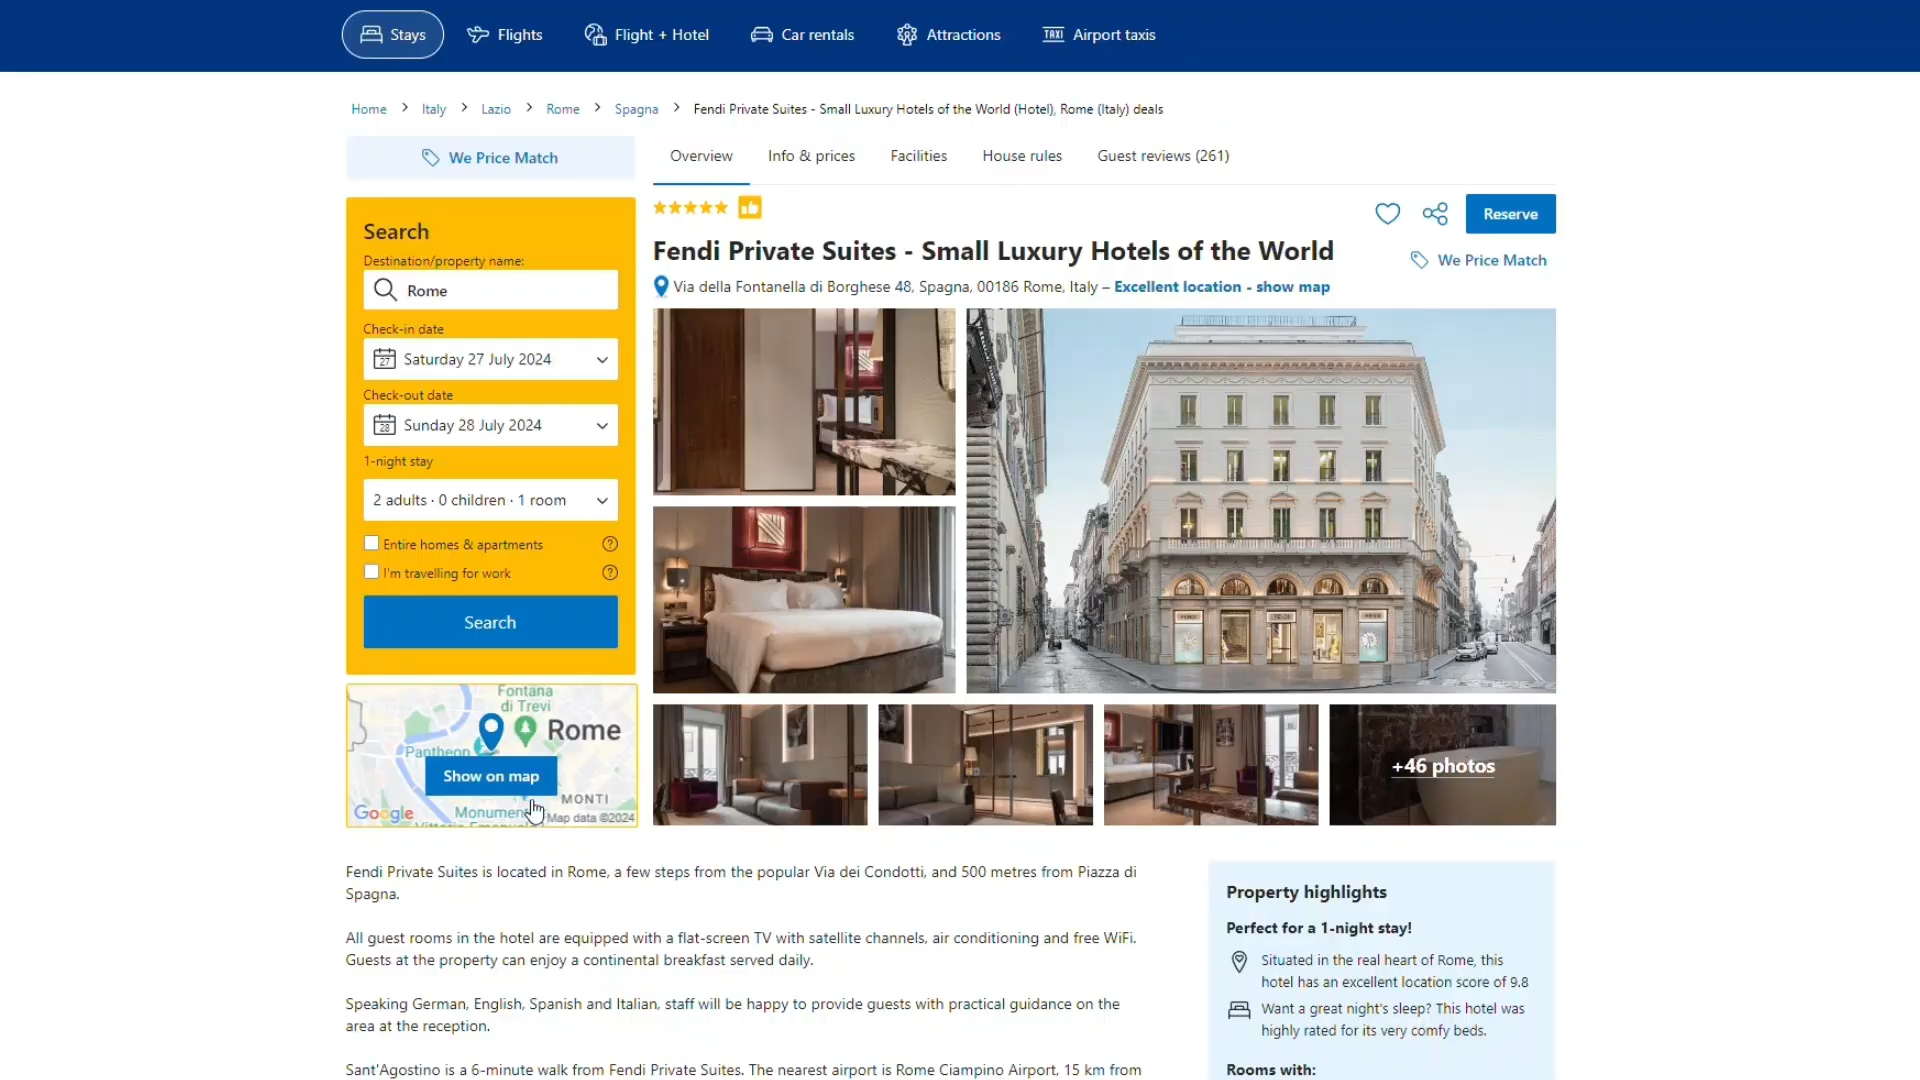 Stays
Flights
Flight + Hotel
Car rentals
Attractions
TAXI Airport taxis
Home > Italy > Lazio > Rome > Spagna > Fendi Private Suites - Small Luxury Hotels of the World (Hotel), Rome (Italy) deals
We Price Match
Overview
Info & prices
Facilities
House rules
Guest reviews (261)
Search
Destination/property name:
Rome
Check-in date
27 Saturday 27 July 2024
Check-out date
28 Sunday 28 July 2024
1-night stay
2 adults · 0 children · 1 room
Entire homes & apartments ?
I'm travelling for work ?
Search
Fontana
di Trevi
Rome
Pantheon
Show on map
MONTI
Google
Map data ©2024
Reserve
Fendi Private Suites - Small Luxury Hotels of the World
We Price Match
Via della Fontanella di Borghese 48, Spagna, 00186 Rome, Italy – Excellent location - show map
+46 photos
Fendi Private Suites is located in Rome, a few steps from the popular Via dei Condotti, and 500 metres from Piazza di
Spagna.
All guest rooms in the hotel are equipped with a flat-screen TV with satellite channels, air conditioning and free WiFi.
Guests at the property can enjoy a continental breakfast served daily.
Speaking German, English, Spanish and Italian, staff will be happy to provide guests with practical guidance on the
area at the reception.
Sant'Agostino is a 6-minute walk from Fendi Private Suites. The nearest airport is Rome Ciampino Airport, 15 km from
Property highlights
Perfect for a 1-night stay!
Situated in the real heart of Rome, this
hotel has an excellent location score of 9.8
Want a great night's sleep? This hotel was
highly rated for its very comfy beds.
Rooms with: